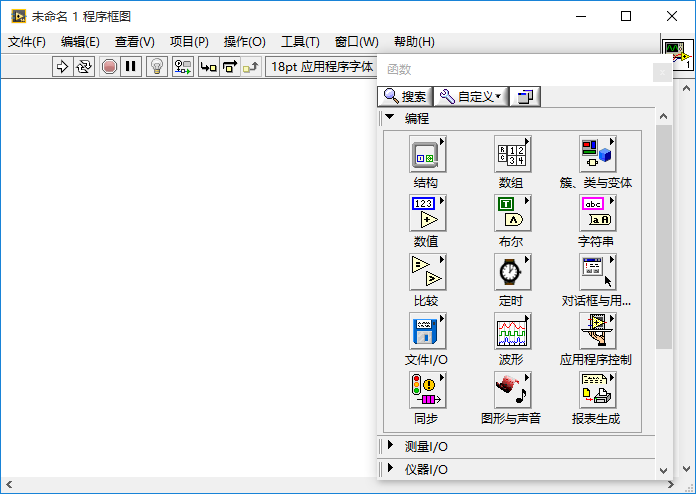 未命名 1 程序框图
文件(F) 编辑(E) 查看(V) 项目(P) 操作(O) 工具(T) 窗口(W) 帮助(H)
18pt 应用程序字体
1
函数
搜索 自定义
编程
结构 数组 簇、类与变体
123 T abc
数值 布尔 字符串
比较 定时 对话框与用...
文件I/O 波形 应用程序控制
同步 图形与声音 报表生成
测量I/O
仪器I/O